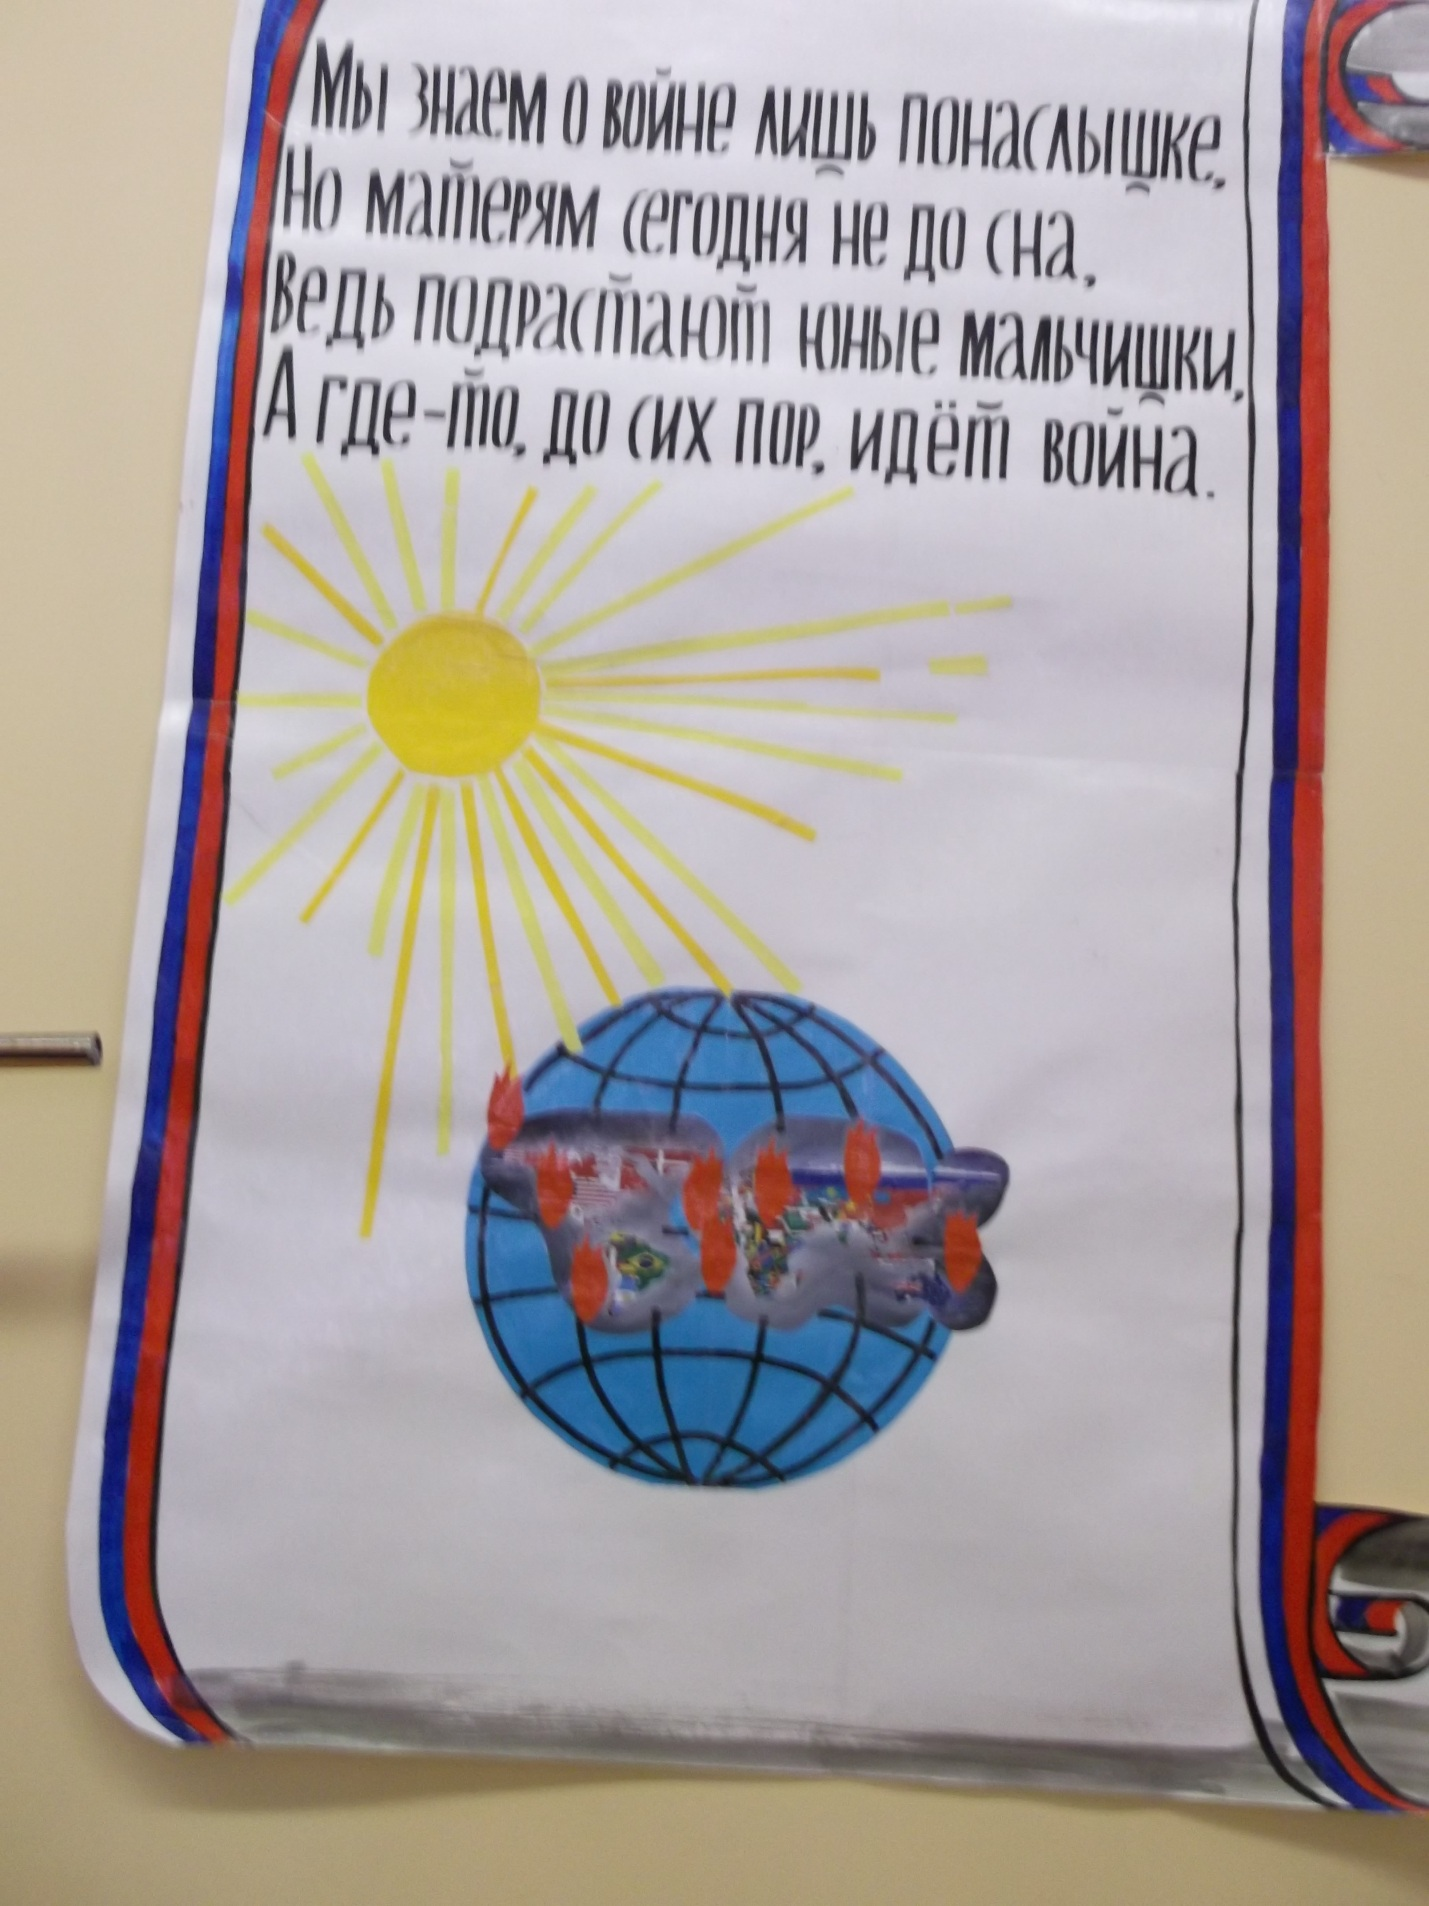 Мы знаем о войне лишь понаслышке,
Но матерям сегодня не до сна,
Ведь подрастают юные мальчишки,
А где-то, до сих пор, идёт война.